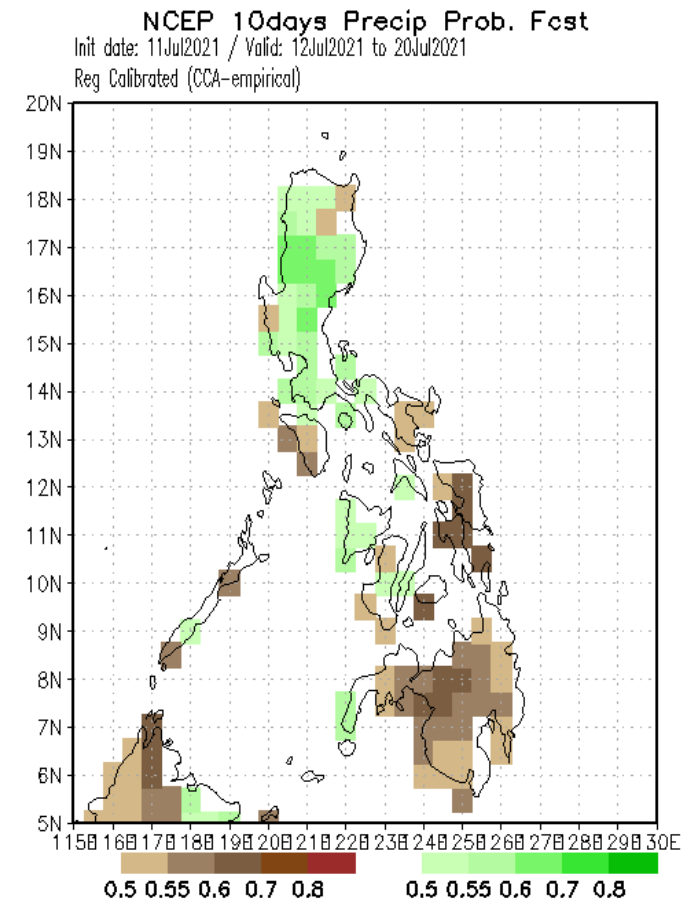 NCEP 10days Precip Prob. Fcst
Init date: 11Jul2021 / Valid: 12Jul2021 to 20Jul2021
Reg Calibrated (CCA-empirical)
20N
19N
18N
17N
16N
15N
14N
13N
12N
11N
10N
9N
8N
7N
6N
5N
115E 116E 117E 118E 119E 120E 121E 122E 123E 124E 125E 126E 127E 128E 129E 130E
0.5 0.55 0.6 0.7 0.8 0.5 0.55 0.6 0.7 0.8